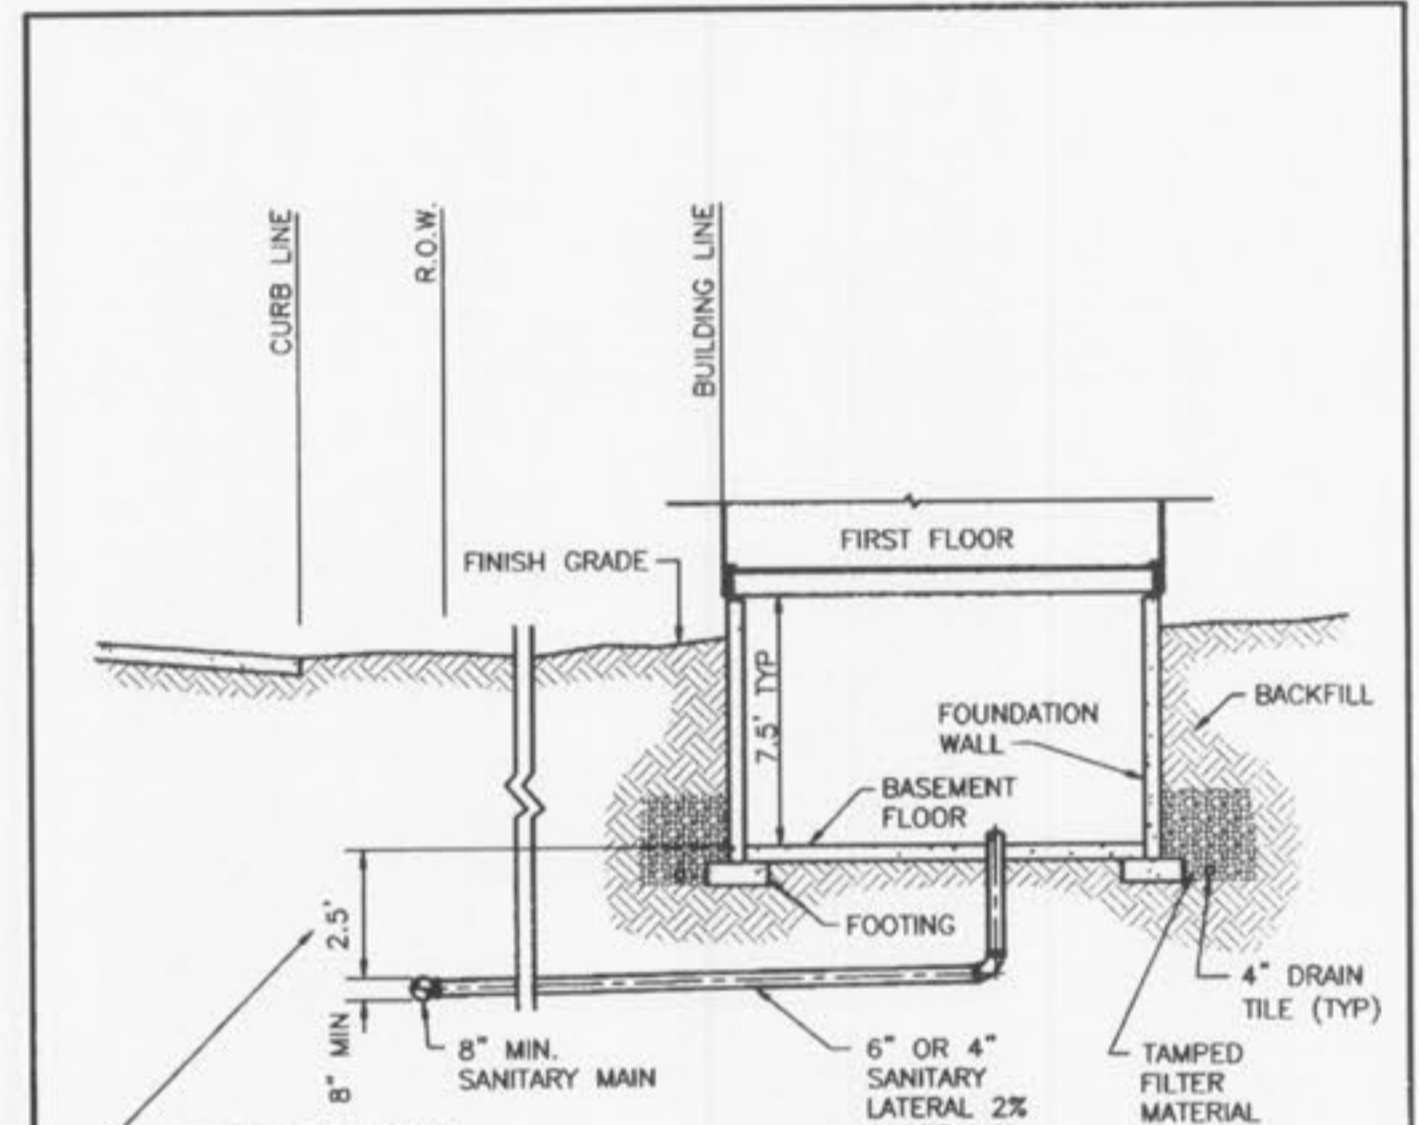 CURB LINE
R.O.W.
BUILDING LINE
FIRST FLOOR
FINISH GRADE
7.5' TYP
FOUNDATION
WALL
BACKFILL
BASEMENT
FLOOR
2.5'
FOOTING
8" MIN
8" MIN.
SANITARY MAIN
6" OR 4"
SANITARY
LATERAL 2%
4" DRAIN
TILE (TYP)
TAMPED
FILTER
MATERIAL